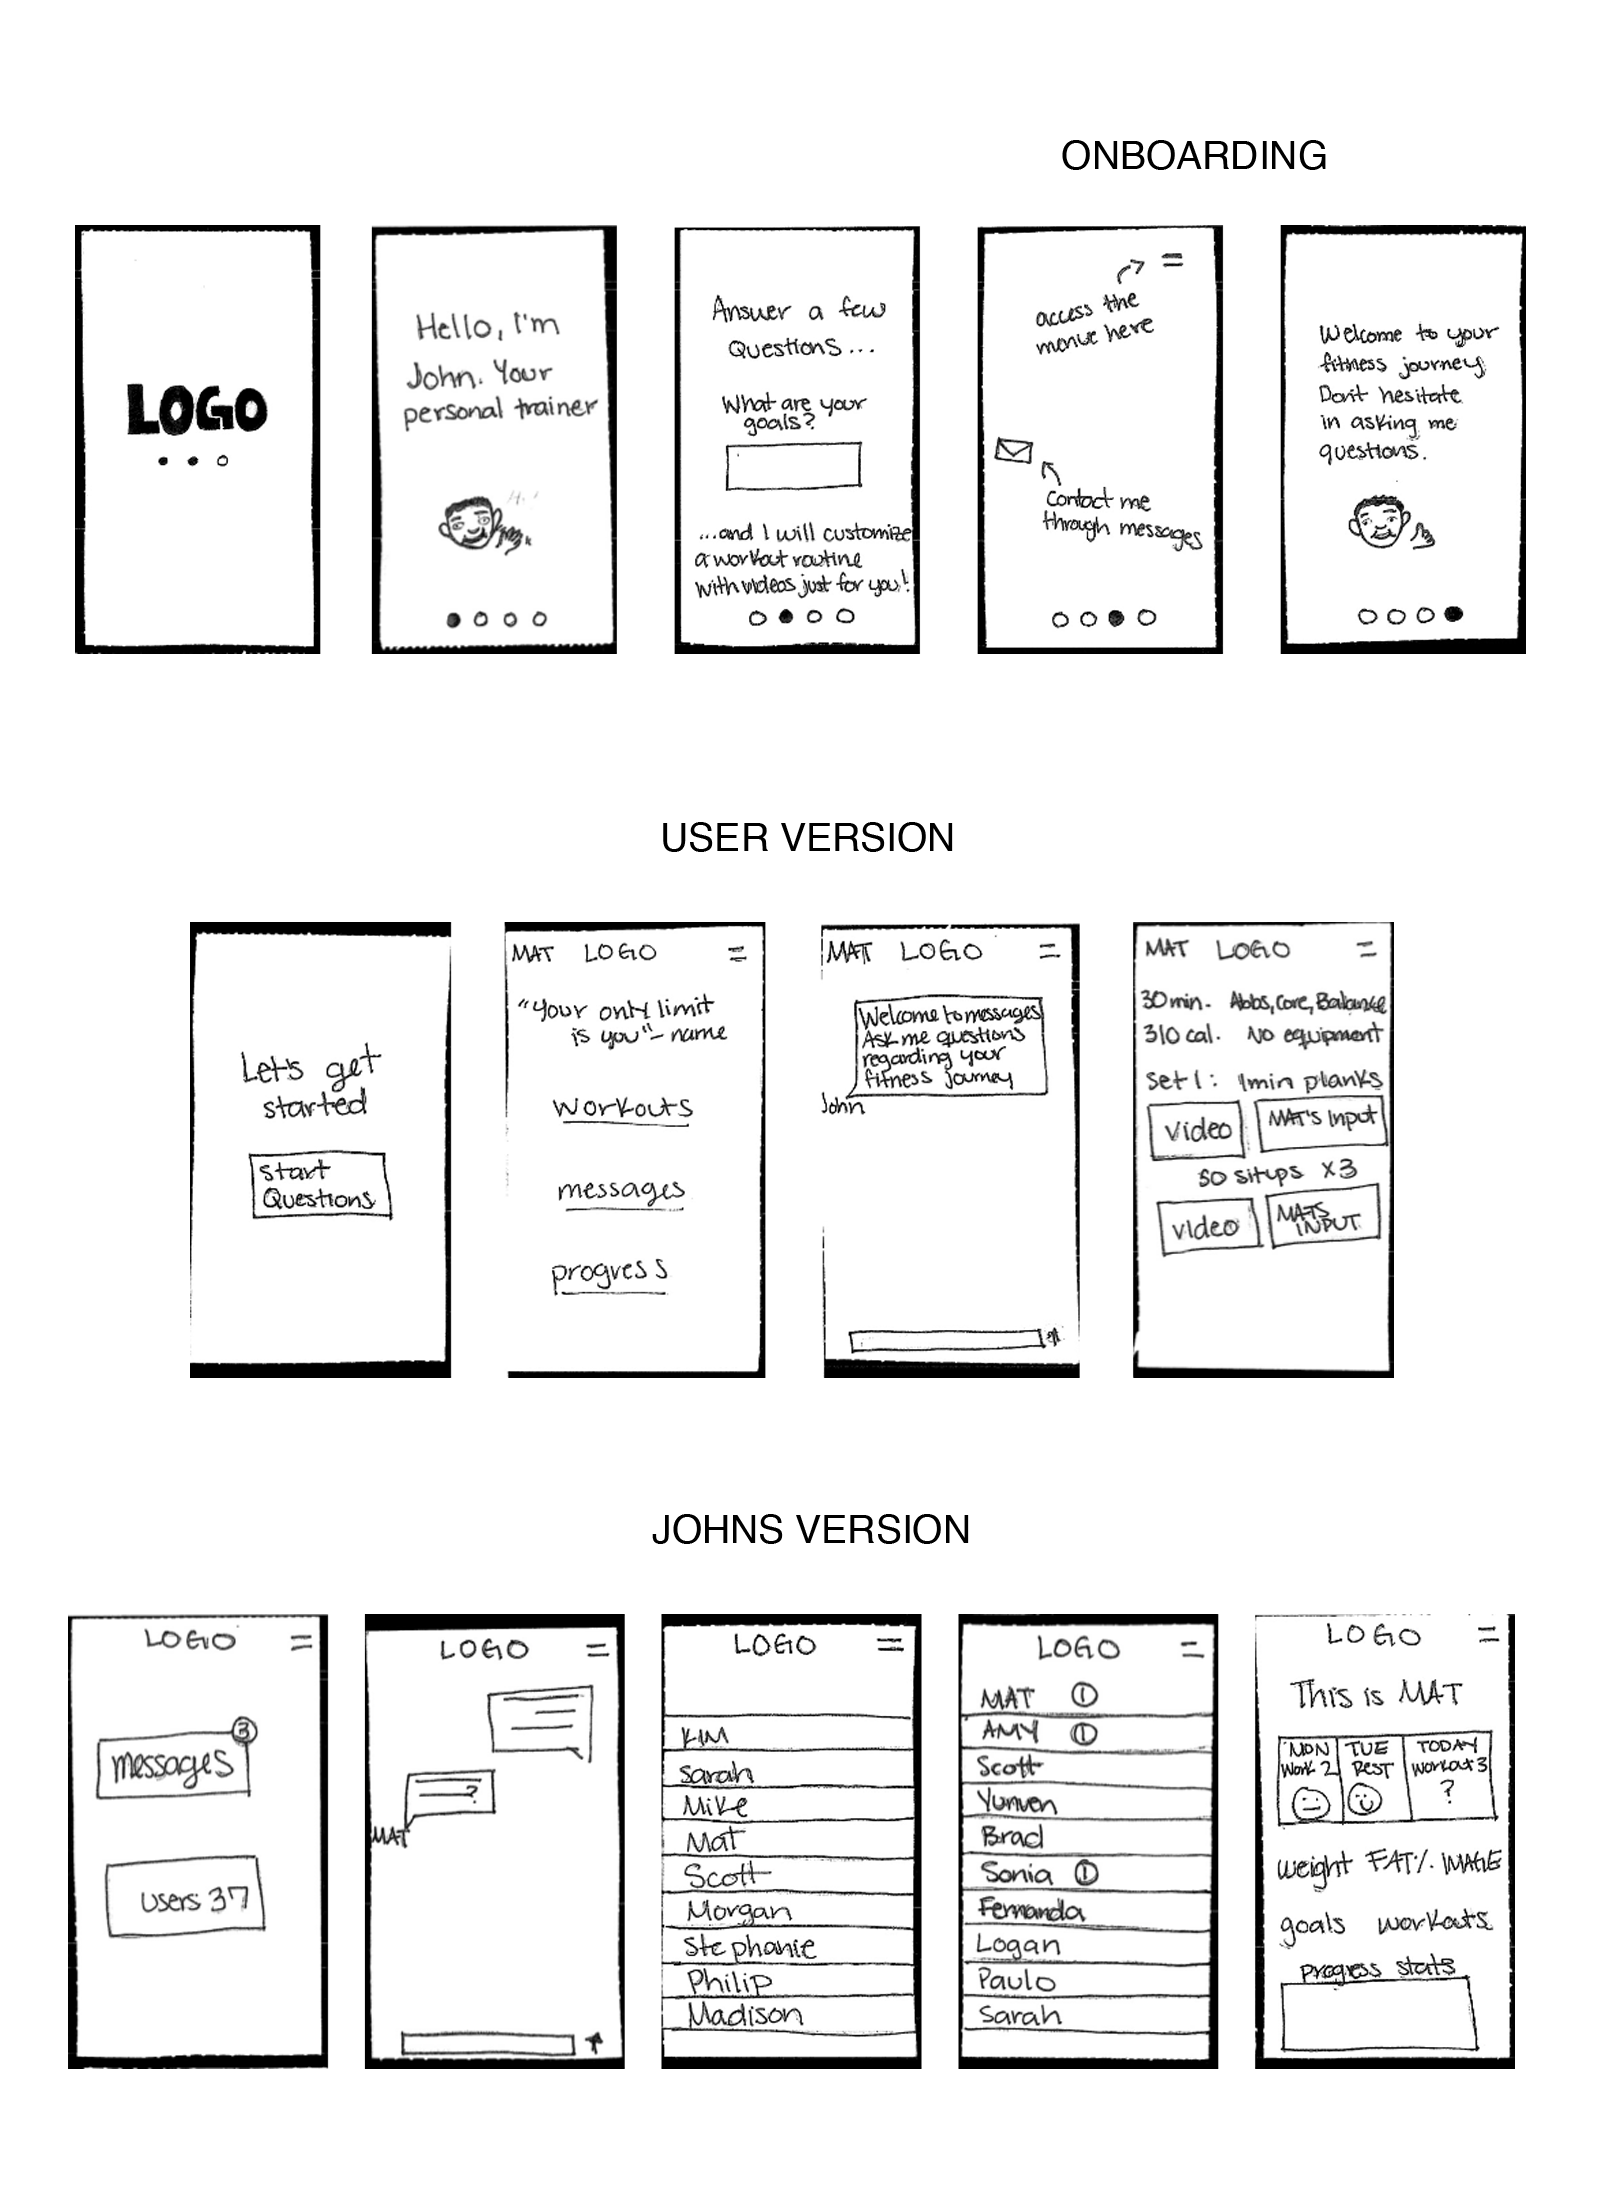 ONBOARDING
LOGO
Hello, I'm
John. Your
personal trainer
Hi!
Answer a few
Questions...
What are your
goals?
...and I will customize
a workout routine
with videos just for you!
access the
menue here
Contact me
through messages
Welcome to your
fitness journey
Don't hesitate
in asking me
questions.
USER VERSION
Let's get
started
Start
Questions
MAT LOGO
"Your only limit
is you" - name
Workouts
messages
progress
MAT LOGO
Welcome to messages
Ask me questions
regarding your
fitness journey
John
MAT LOGO
30 min. Abbs, Core, Balance
310 cal. No equipment
Set 1: 1min planks
Video
MAT's Input
50 situps x3
video
MATS
INPUT
JOHNS VERSION
LOGO
3
messages
Users 37
LOGO
?
MAT
LOGO
KIM
Sarah
Mike
Mat
Scott
Morgan
Stephanie
Philip
Madison
LOGO
MAT 1
AMY 1
Scott
Yunuen
Brad
Sonia 1
Fernanda
Logan
Paulo
Sarah
LOGO
This is MAT
MON TUE TODAY
Work 2 REST Workout 3
?
weight FAT% IMAGE
goals workouts
progress stats